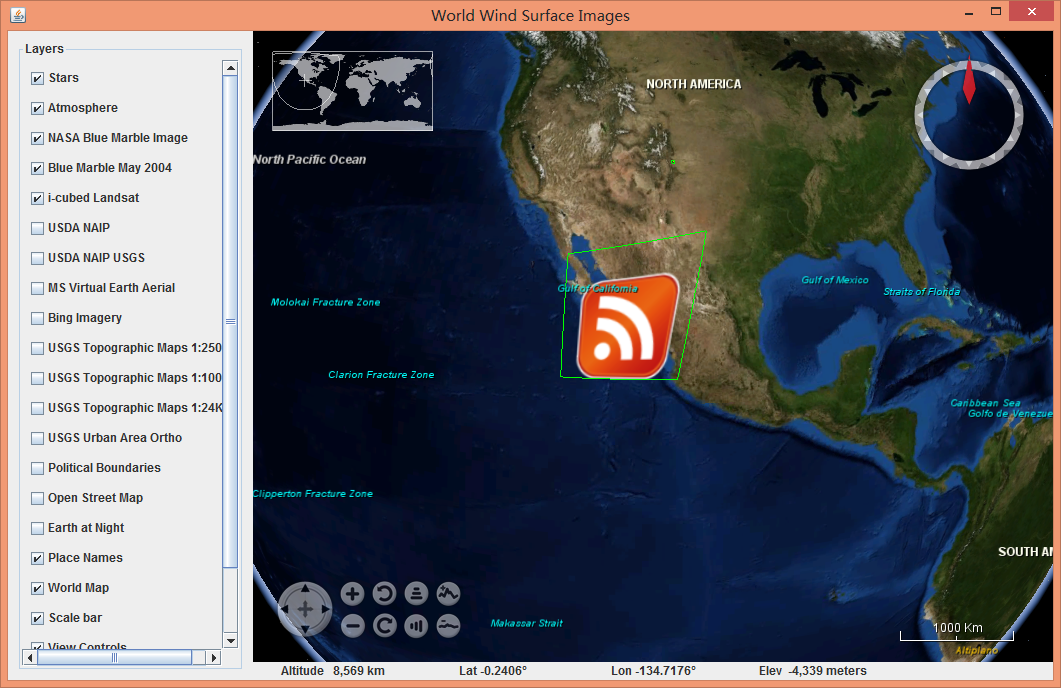 World Wind Surface Images
Layers
Stars
Atmosphere
NASA Blue Marble Image
Blue Marble May 2004
i-cubed Landsat
USDA NAIP
USDA NAIP USGS
MS Virtual Earth Aerial
Bing Imagery
USGS Topographic Maps 1:250
USGS Topographic Maps 1:100
USGS Topographic Maps 1:24K
USGS Urban Area Ortho
Political Boundaries
Open Street Map
Earth at Night
Place Names
World Map
Scale bar
View Controls
NORTH AMERICA
North Pacific Ocean
Gulf of Mexico
Gulf of California
Straits of Florida
Molokai Fracture Zone
Clarion Fracture Zone
Caribbean Sea
Golfo de Venezue
Clipperton Fracture Zone
SOUTH AM
Makassar Strait
1000 Km
Altiplano
Altitude 8,569 km Lat -0.2406° Lon -134.7176° Elev -4,339 meters